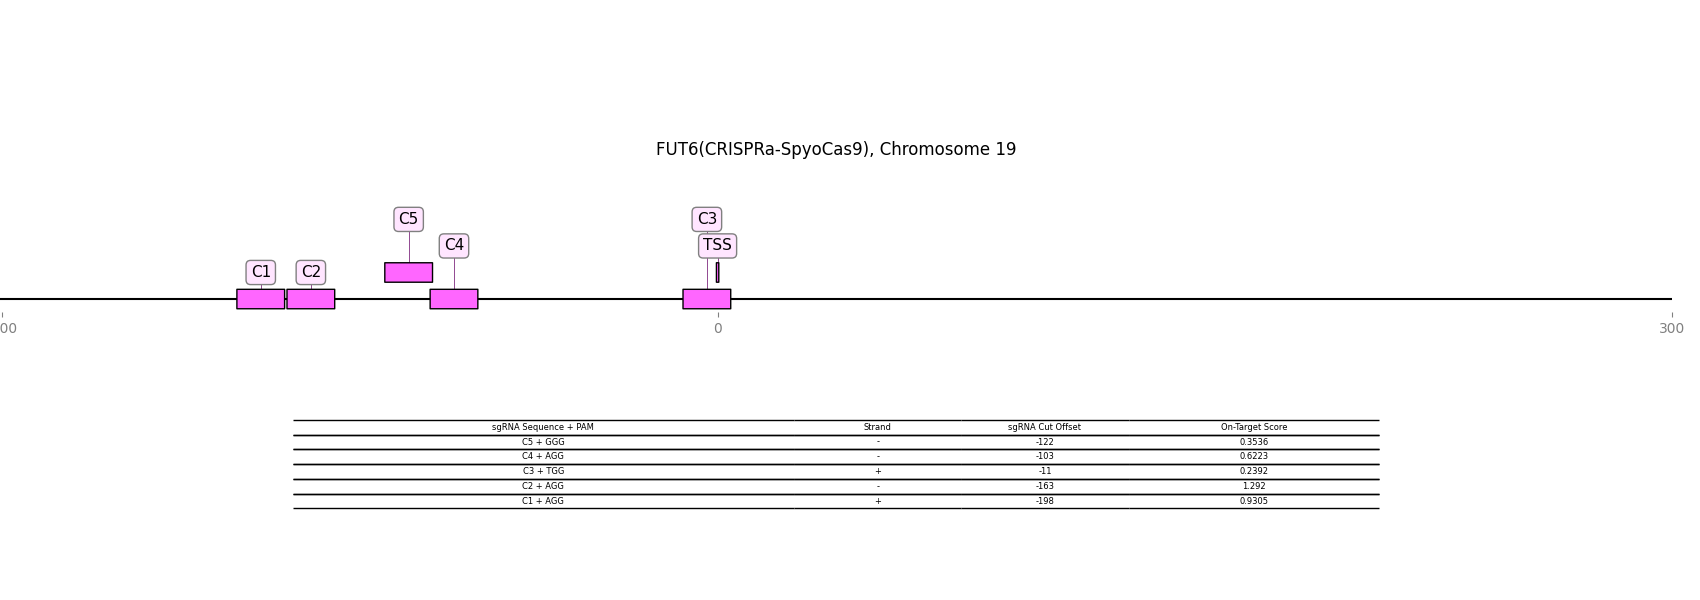 FUT6(CRISPRa-SpyoCas9), Chromosome 19
C5 C3
C4 TSS
C1 C2
00 0 300
sgRNA Sequence + PAM Strand sgRNA Cut Offset On-Target Score
C5 + GGG - -122 0.3536
C4 + AGG - -103 0.6223
C3 + TGG + -11 0.2392
C2 + AGG - -163 1.292
C1 + AGG + -198 0.9305